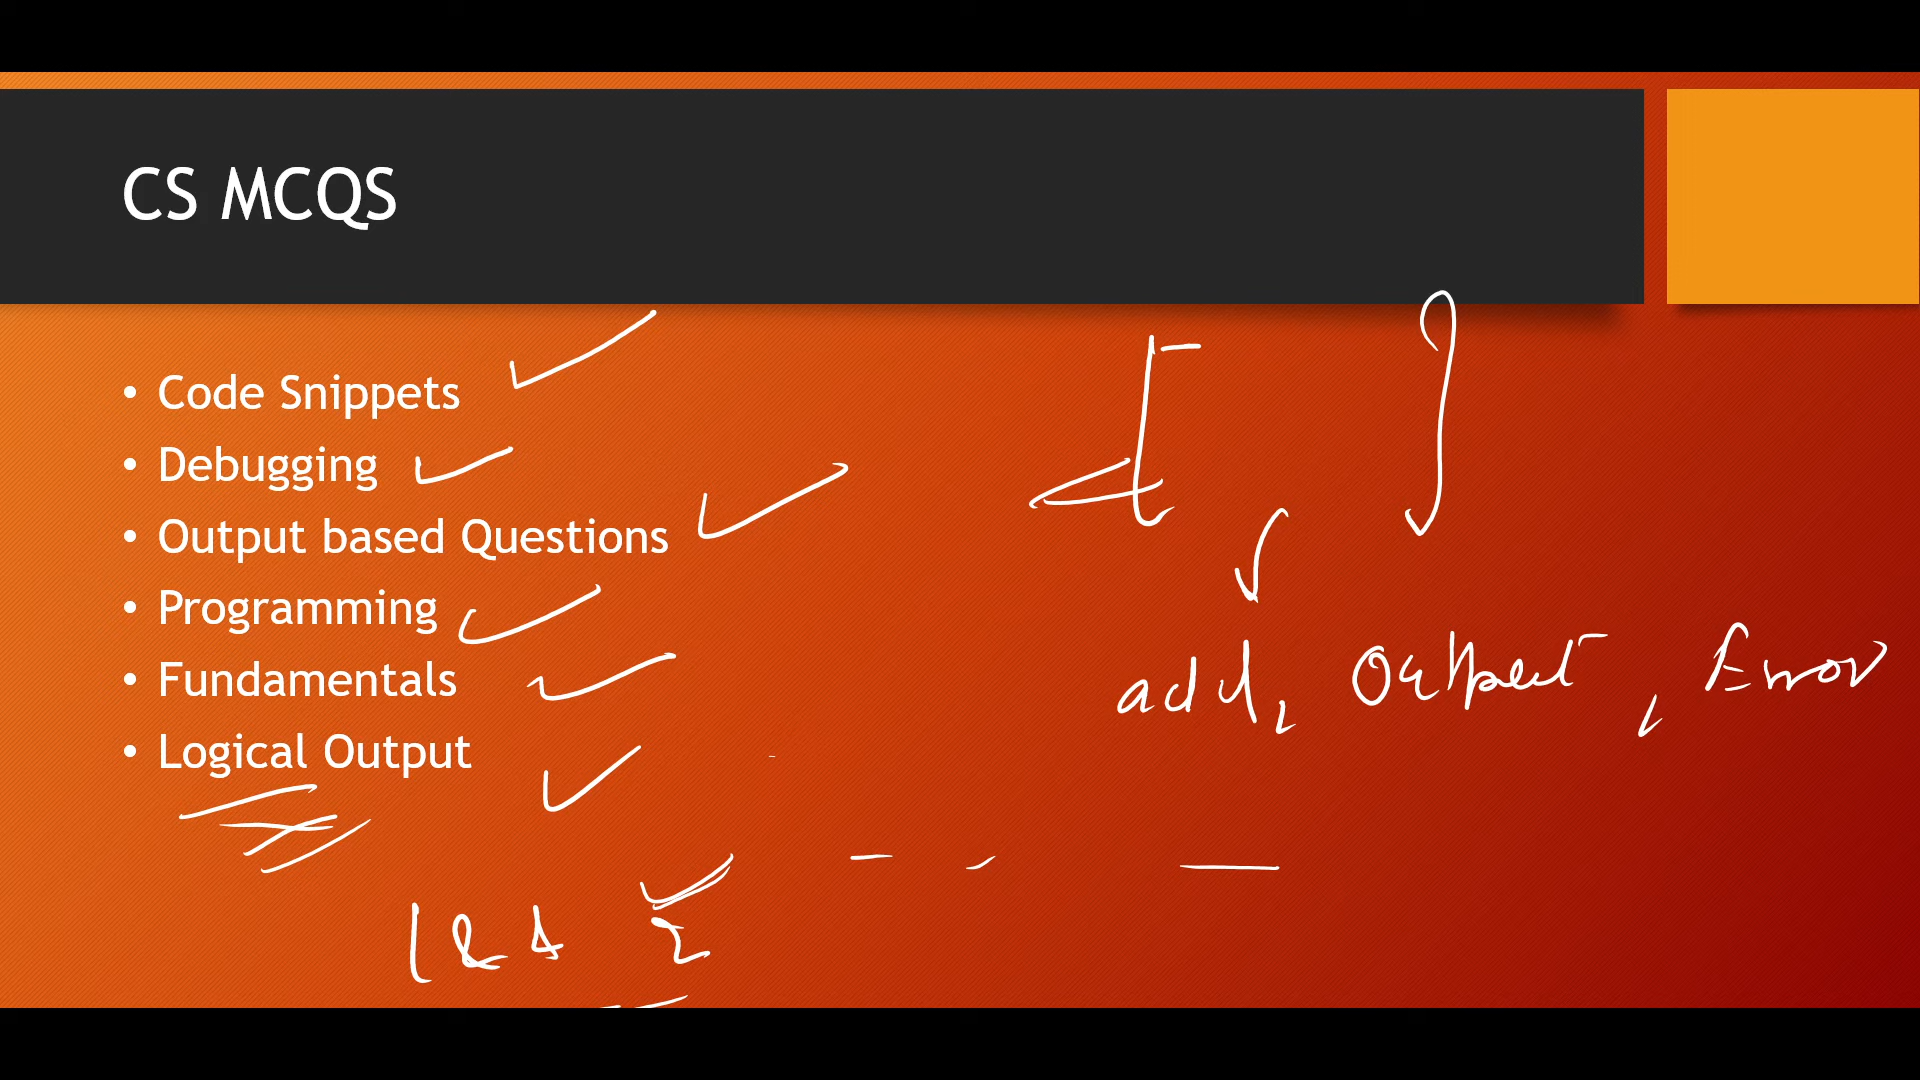 CS MCQS
• Code Snippets
• Debugging
• Output based Questions
• Programming
• Fundamentals
• Logical Output
add, Output, Error